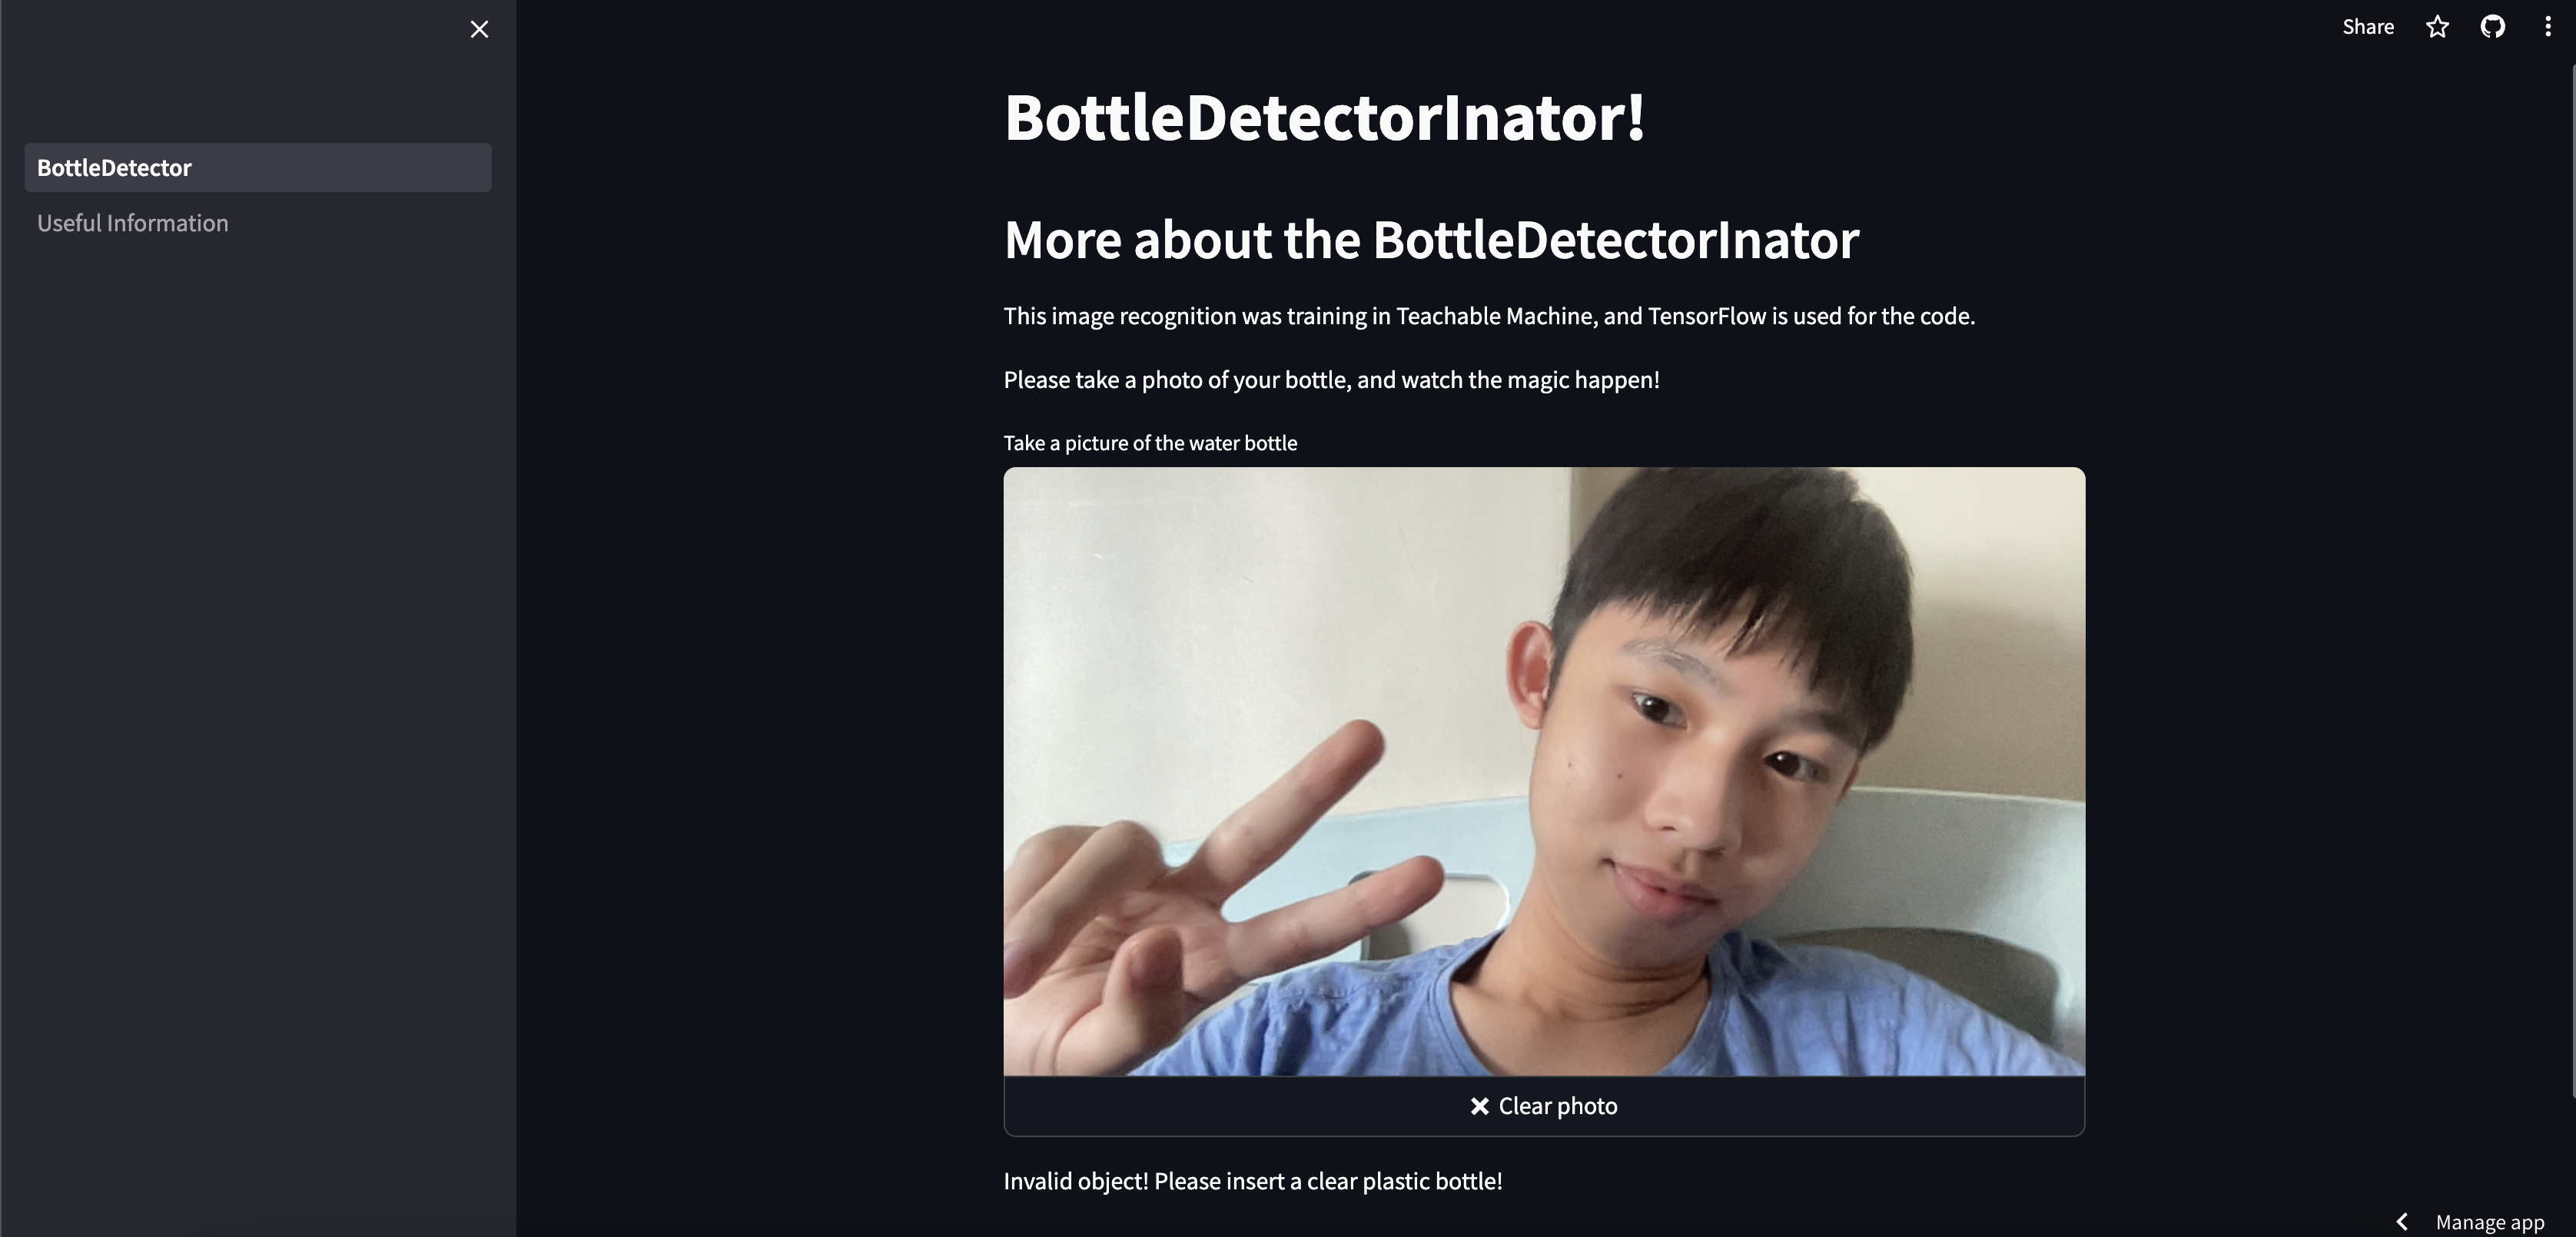 Share
BottleDetector
Useful Information
BottleDetectorInator!
More about the BottleDetectorInator
This image recognition was training in Teachable Machine, and TensorFlow is used for the code.
Please take a photo of your bottle, and watch the magic happen!
Take a picture of the water bottle
Clear photo
Invalid object! Please insert a clear plastic bottle!
Manage app